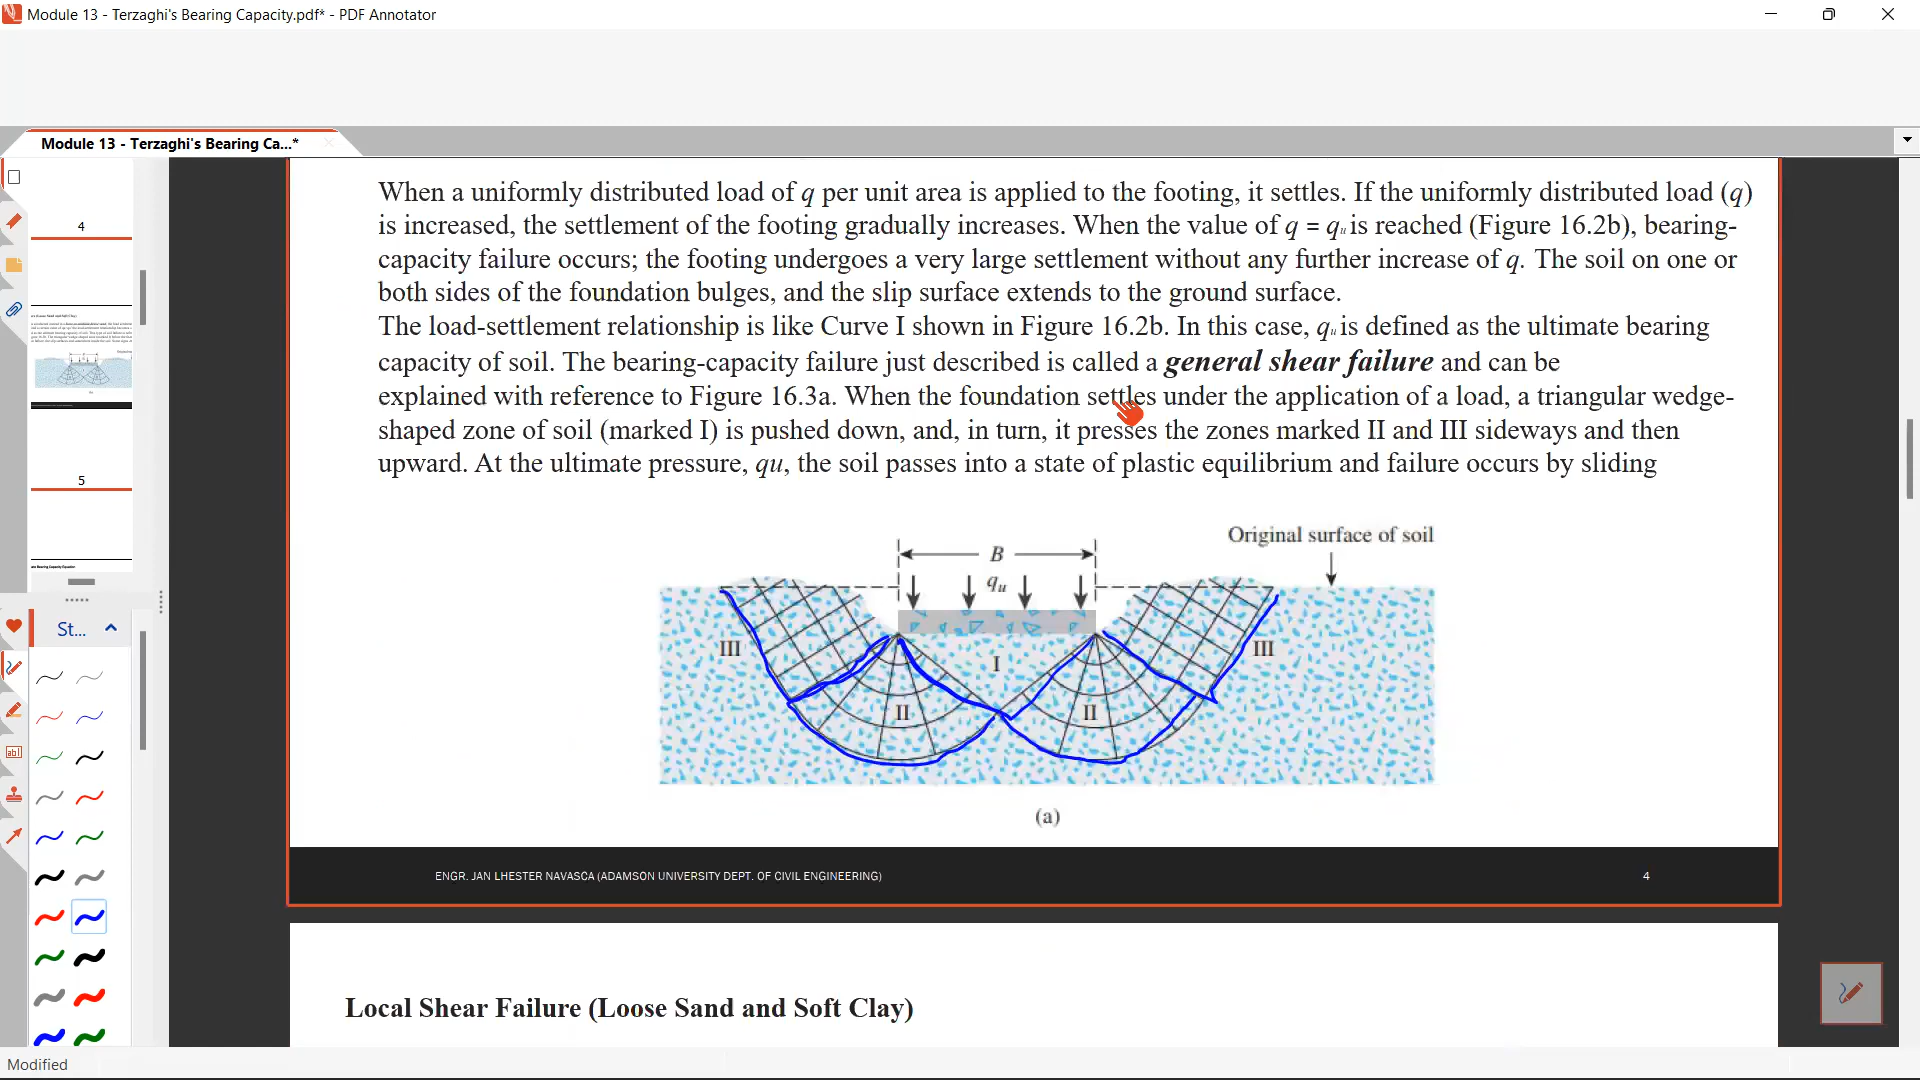 Module 13 - Terzaghi's Bearing Capacity.pdf* - PDF Annotator
Module 13 - Terzaghi's Bearing Ca...*
4
5
St...
When a uniformly distributed load of q per unit area is applied to the footing, it settles. If the uniformly distributed load (q)
is increased, the settlement of the footing gradually increases. When the value of q = qu is reached (Figure 16.2b), bearing-
capacity failure occurs; the footing undergoes a very large settlement without any further increase of q. The soil on one or
both sides of the foundation bulges, and the slip surface extends to the ground surface.
The load-settlement relationship is like Curve I shown in Figure 16.2b. In this case, qu is defined as the ultimate bearing
capacity of soil. The bearing-capacity failure just described is called a general shear failure and can be
explained with reference to Figure 16.3a. When the foundation settles under the application of a load, a triangular wedge-
shaped zone of soil (marked I) is pushed down, and, in turn, it presses the zones marked II and III sideways and then
upward. At the ultimate pressure, qu, the soil passes into a state of plastic equilibrium and failure occurs by sliding
Original surface of soil
B
qu
III
I
III
II
II
(a)
ENGR. JAN LHESTER NAVASCA (ADAMSON UNIVERSITY DEPT. OF CIVIL ENGINEERING)
4
Local Shear Failure (Loose Sand and Soft Clay)
Modified